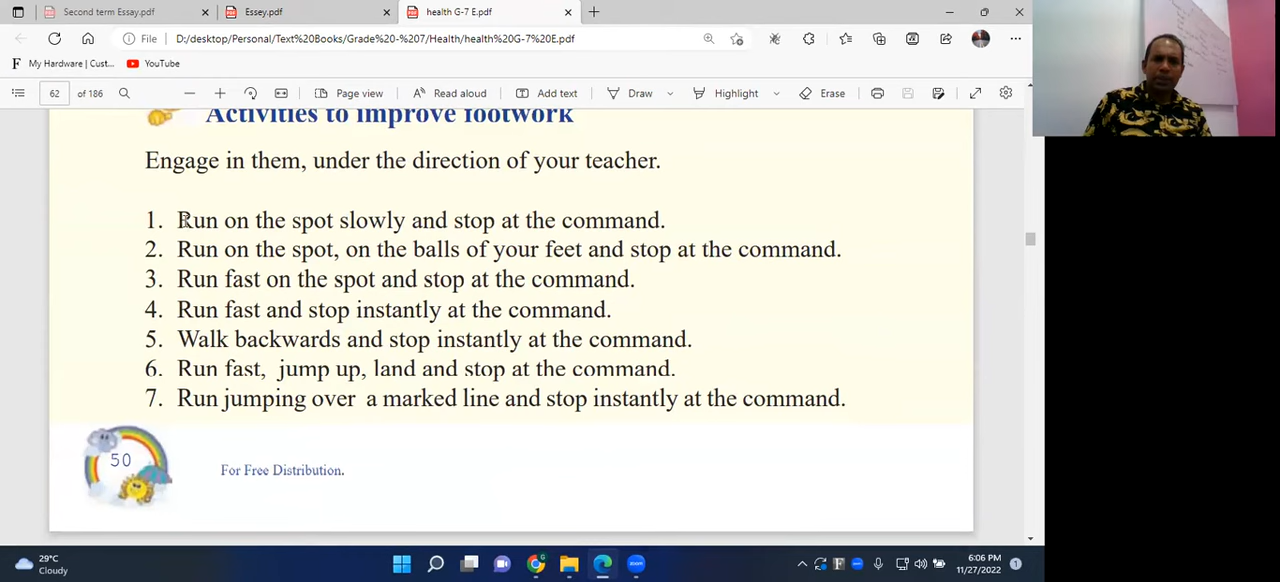 Second term Essay.pdf
Essey.pdf
health G-7 E.pdf
File
D:/desktop/Personal/Text%20Books/Grade%20-%207/Health/health%20G-7%20E.pdf
My Hardware | Cust...
YouTube
62 of 186
Page view
Read aloud
Add text
Draw
Highlight
Erase
Activities to improve footwork
Engage in them, under the direction of your teacher.
1. Run on the spot slowly and stop at the command.
2. Run on the spot, on the balls of your feet and stop at the command.
3. Run fast on the spot and stop at the command.
4. Run fast and stop instantly at the command.
5. Walk backwards and stop instantly at the command.
6. Run fast, jump up, land and stop at the command.
7. Run jumping over a marked line and stop instantly at the command.
50
For Free Distribution.
29°C
Cloudy
6:06 PM
11/27/2022